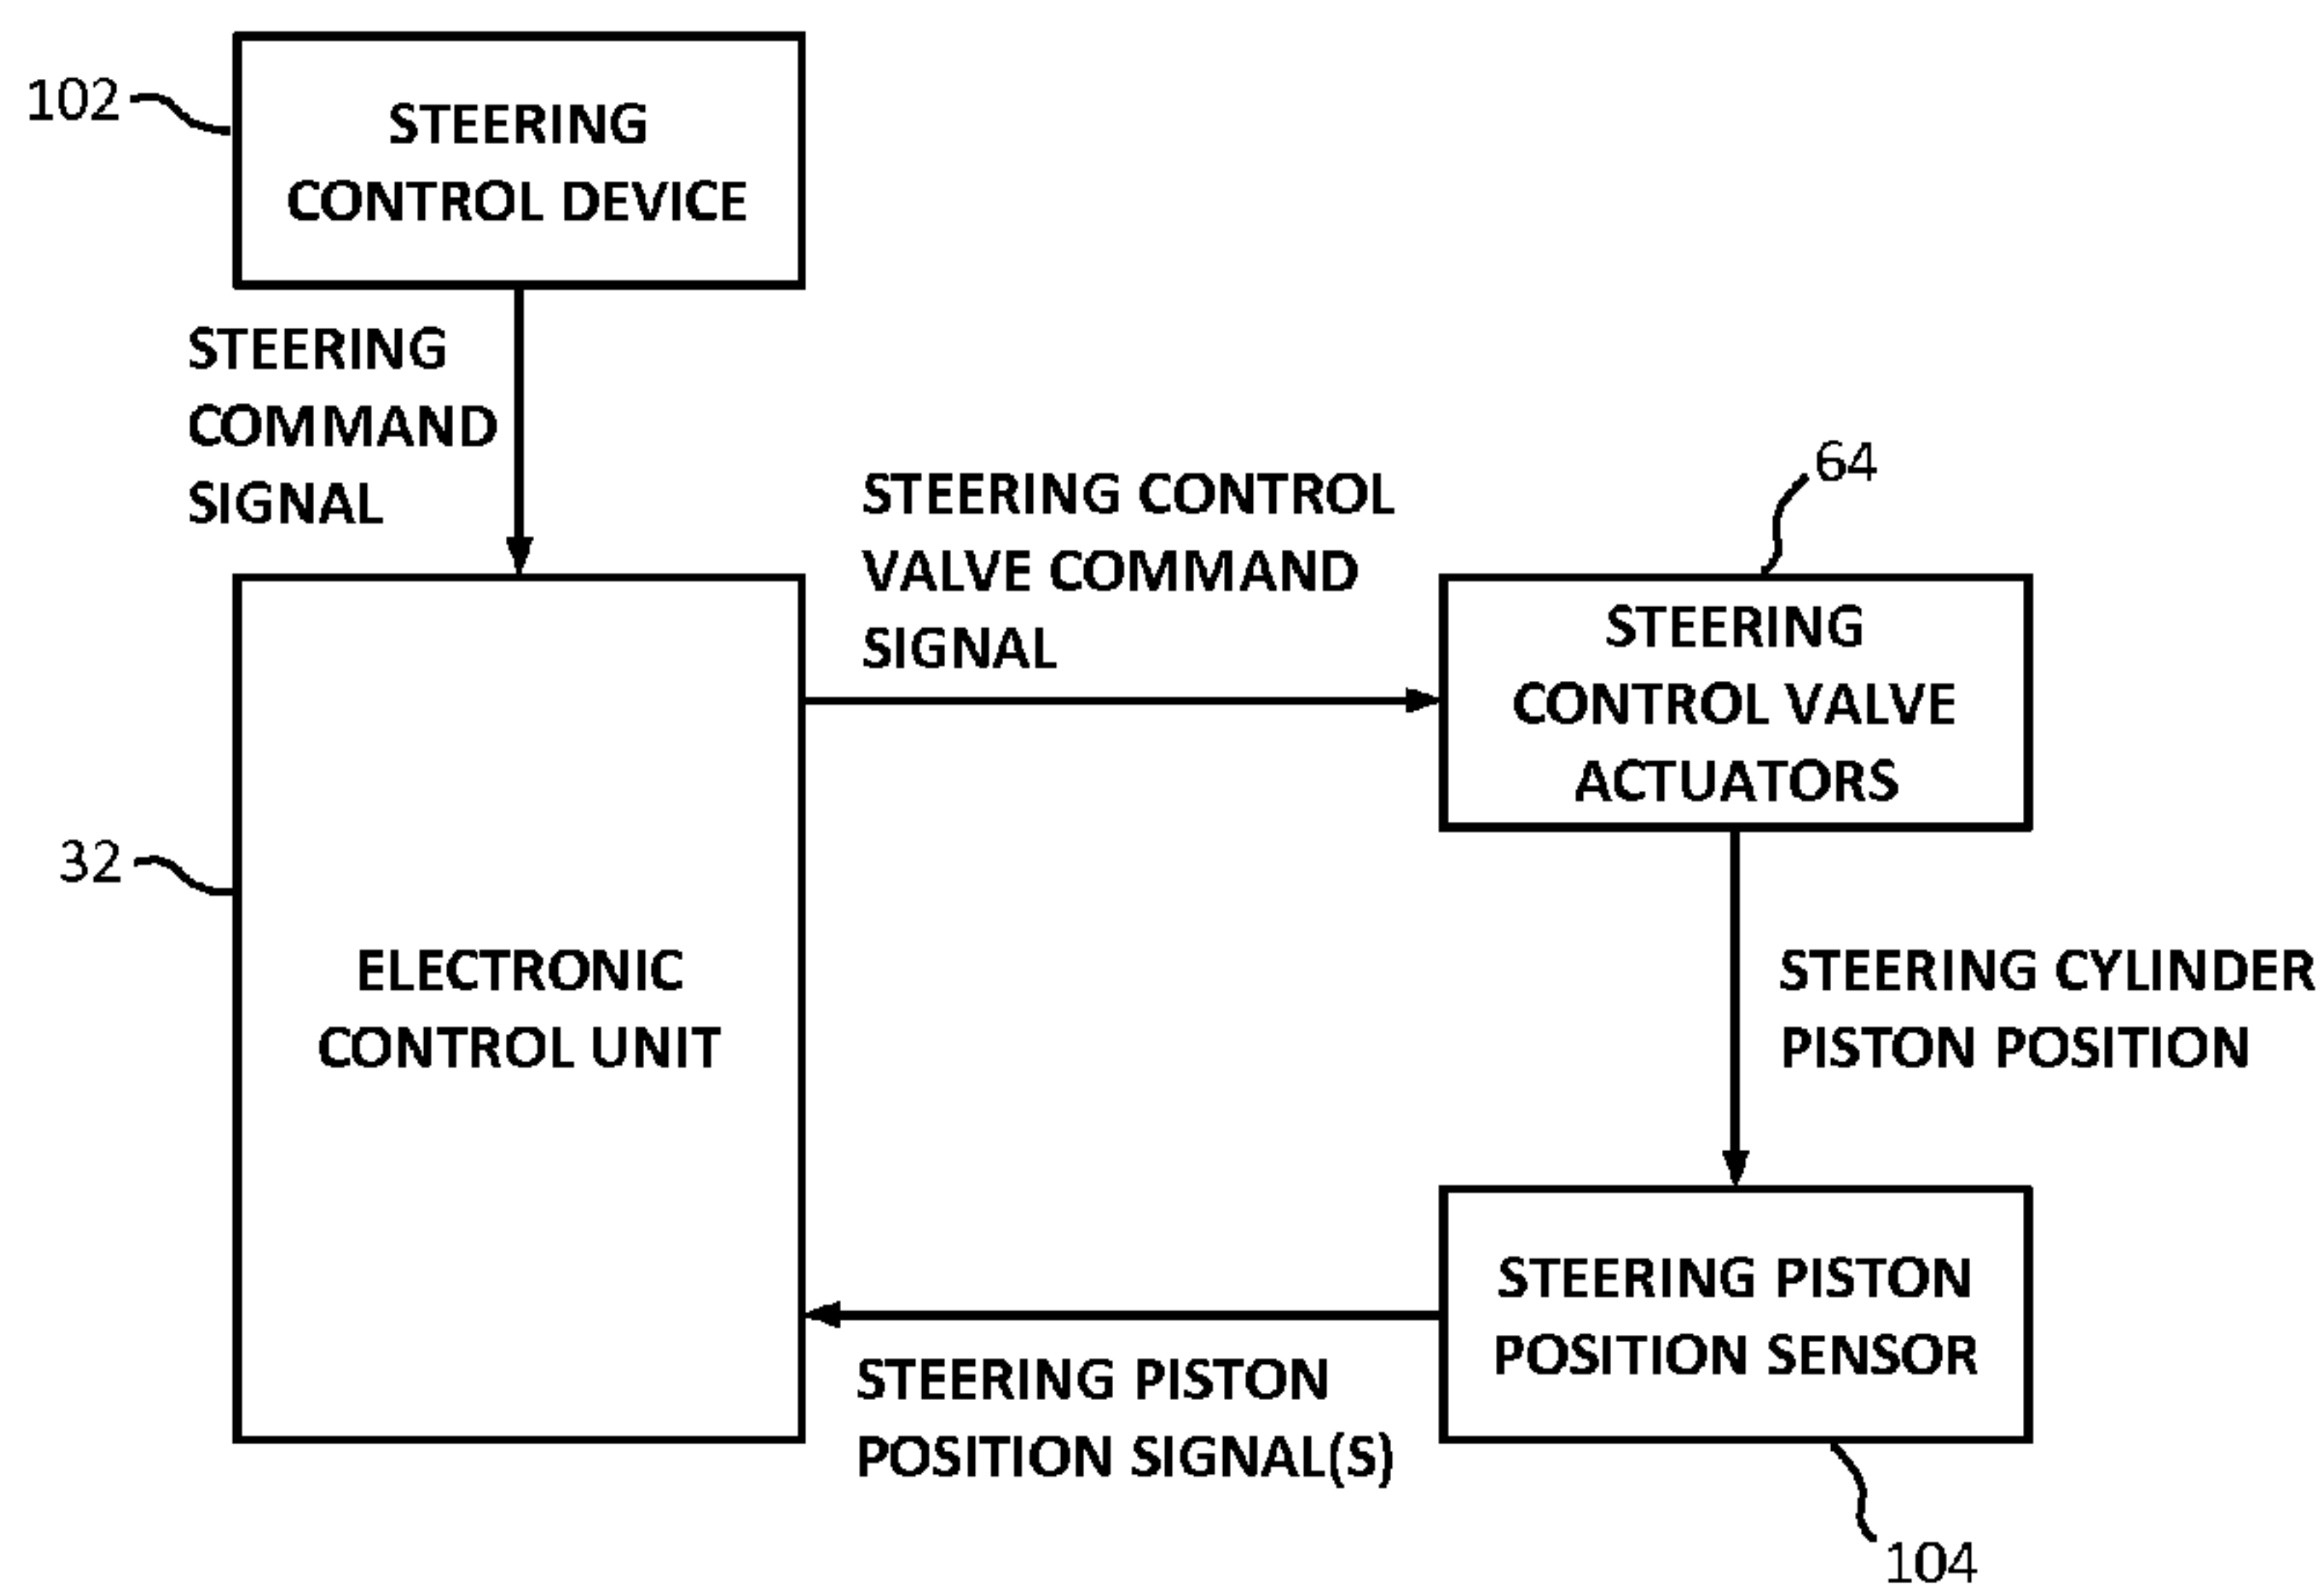 102
STEERING
CONTROL DEVICE
STEERING
COMMAND
SIGNAL
STEERING CONTROL
VALVE COMMAND
SIGNAL
64
STEERING
CONTROL VALVE
ACTUATORS
32
ELECTRONIC
CONTROL UNIT
STEERING CYLINDER
PISTON POSITION
STEERING PISTON
POSITION SENSOR
STEERING PISTON
POSITION SIGNAL(S)
104